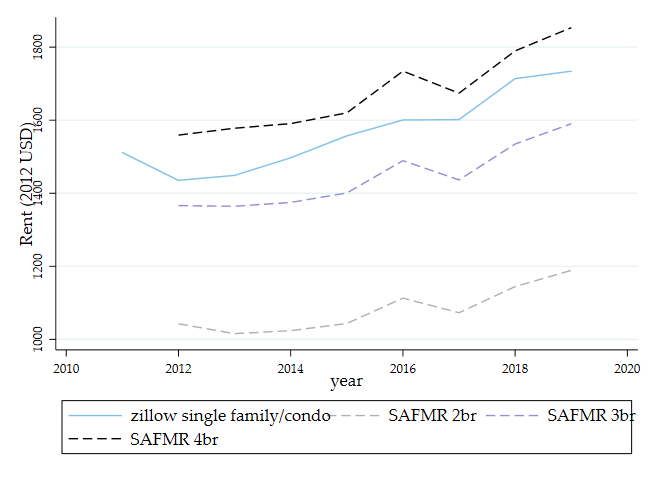 Rent (2012 USD)
1800
1600
1400
1200
1000
2010 2012 2014 2016 2018 2020
year
zillow single family/condo SAFMR 2br SAFMR 3br
SAFMR 4br